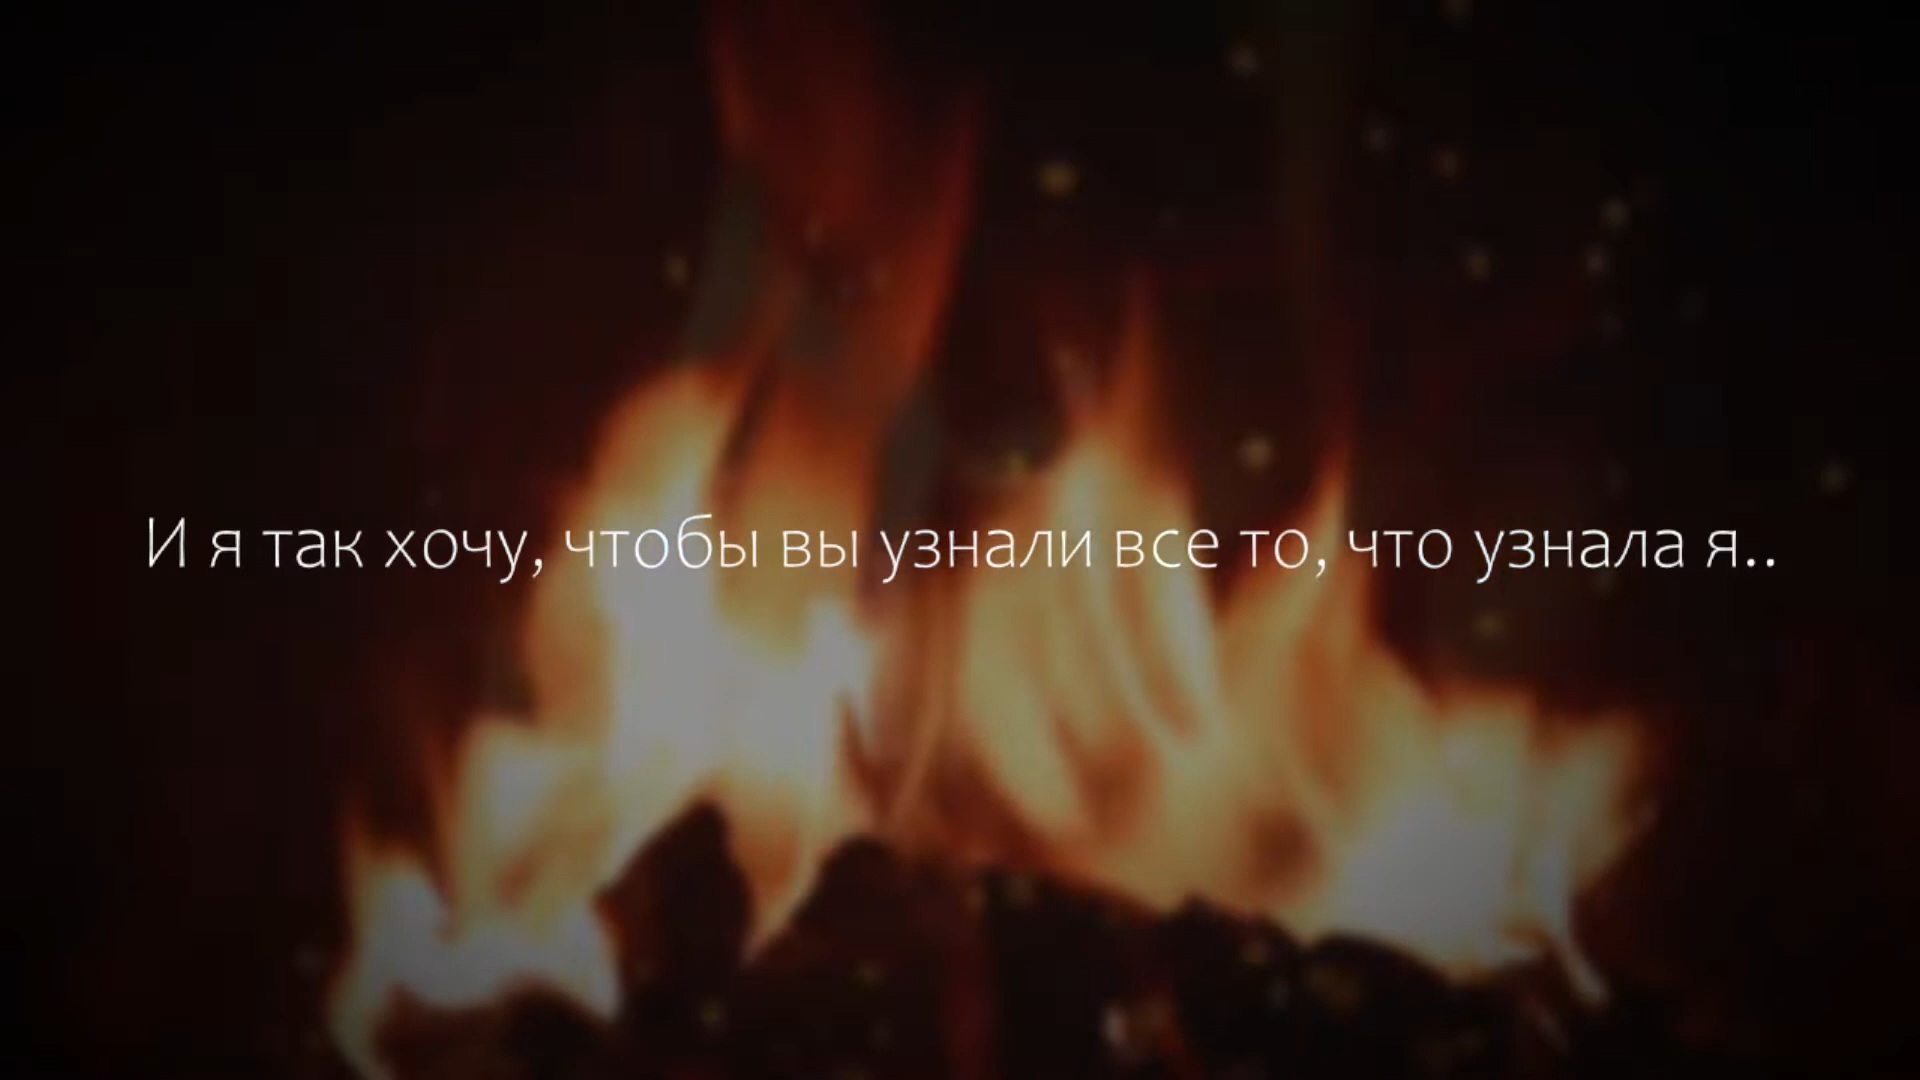 И я так хочу, чтобы вы узнали все то, что узнала я..